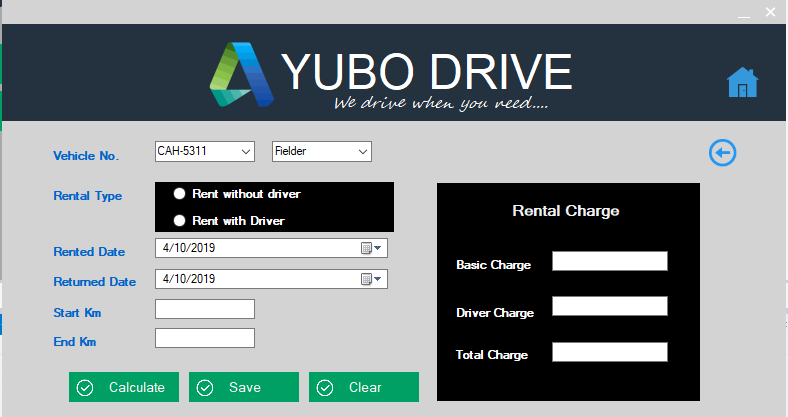 YUBO DRIVE
We drive when you need....
Vehicle No.
CAH-5311
Fielder
Rental Type
Rent without driver
Rent with Driver
Rented Date
4/10/2019
Returned Date
4/10/2019
Start Km
End Km
Calculate
Save
Clear
Rental Charge
Basic Charge
Driver Charge
Total Charge